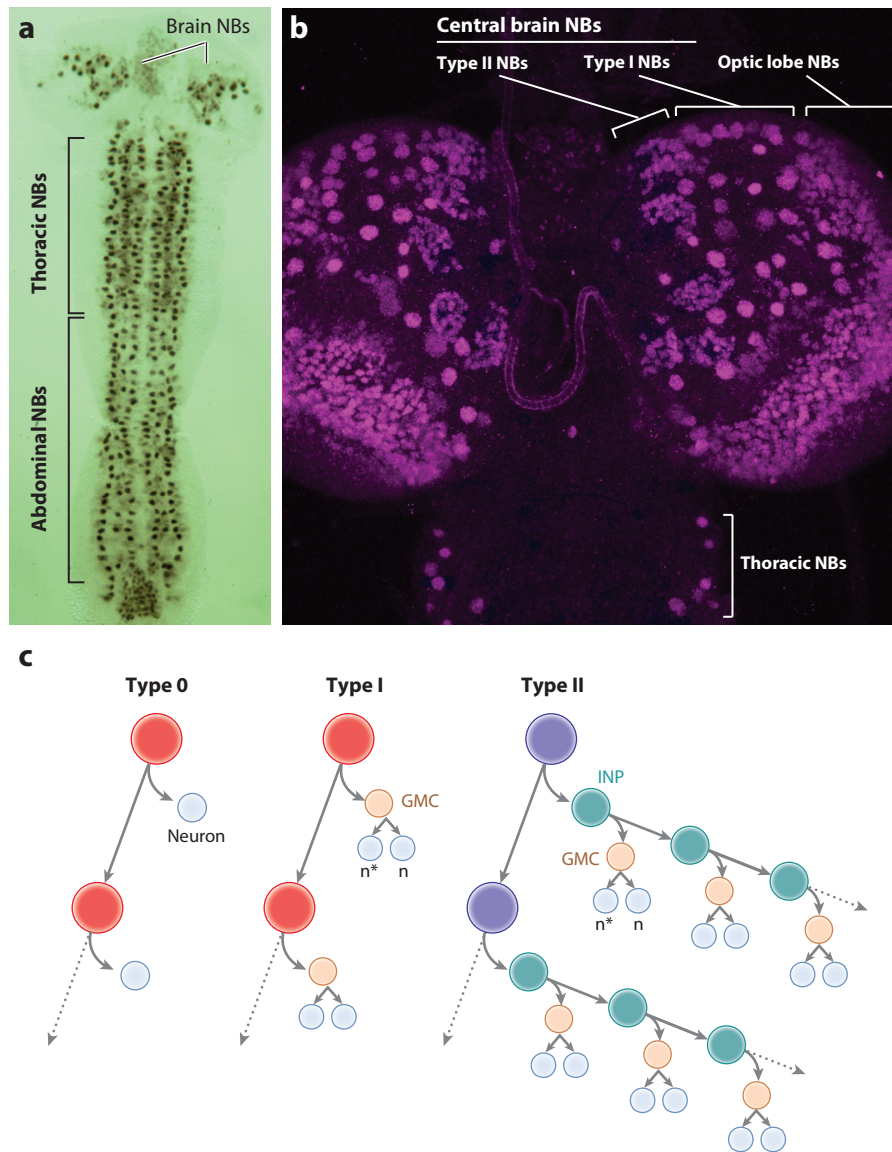 a
Brain NBs
Thoracic NBs
Abdominal NBs
b
Central brain NBs
Type II NBs
Type I NBs
Optic lobe NBs
Thoracic NBs
c
Type 0
Type I
Type II
Neuron
GMC
n*
n
INP
GMC
n*
n